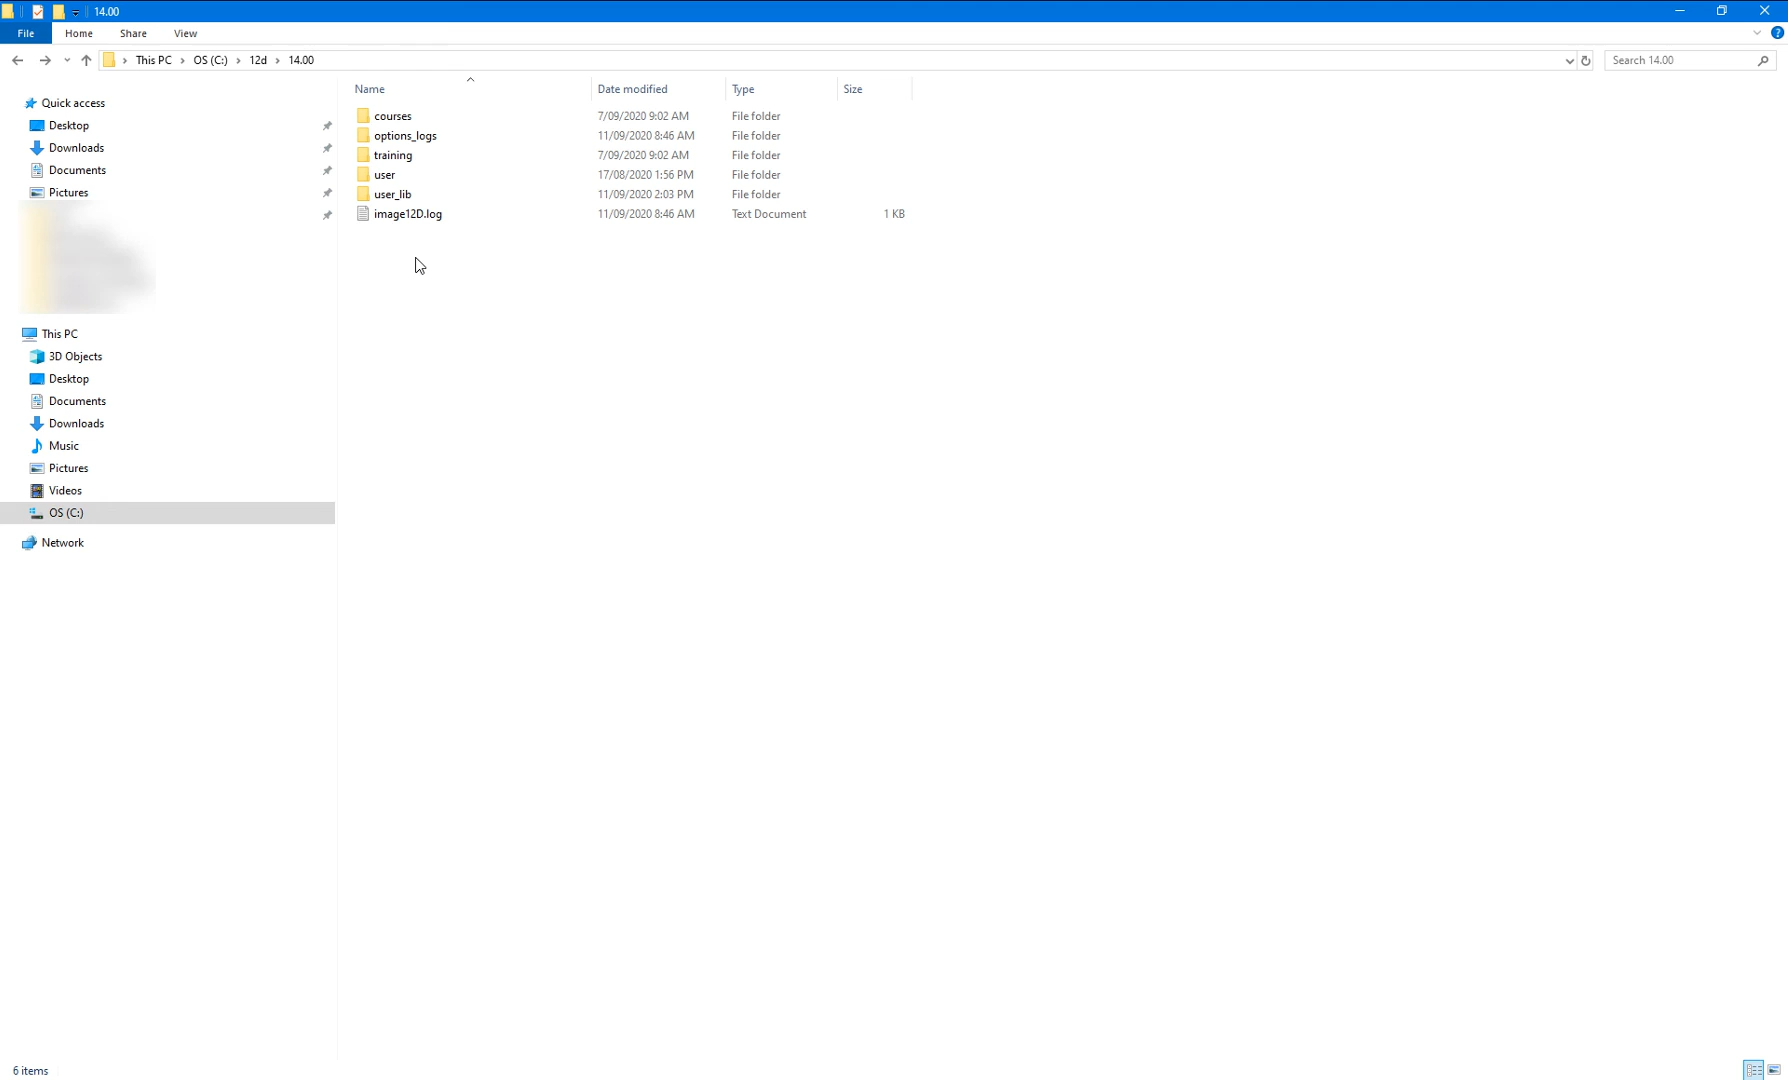 14.00
File Home Share View
This PC OS (C:) 12d 14.00
Search 14.00
Name Date modified Type Size
Quick access
Desktop
Downloads
Documents
Pictures
This PC
3D Objects
Desktop
Documents
Downloads
Music
Pictures
Videos
OS (C:)
Network
courses 7/09/2020 9:02 AM File folder
options_logs 11/09/2020 8:46 AM File folder
training 7/09/2020 9:02 AM File folder
user 17/08/2020 1:56 PM File folder
user_lib 11/09/2020 2:03 PM File folder
image12D.log 11/09/2020 8:46 AM Text Document 1 KB
6 items